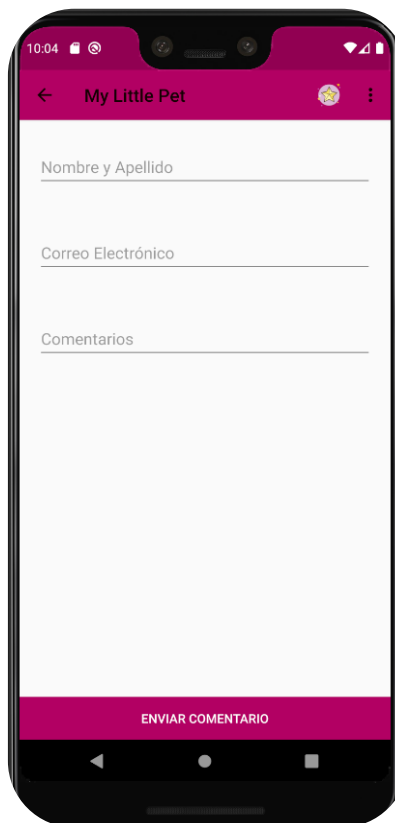 10:04
My Little Pet
Nombre y Apellido
Correo Electrónico
Comentarios
ENVIAR COMENTARIO